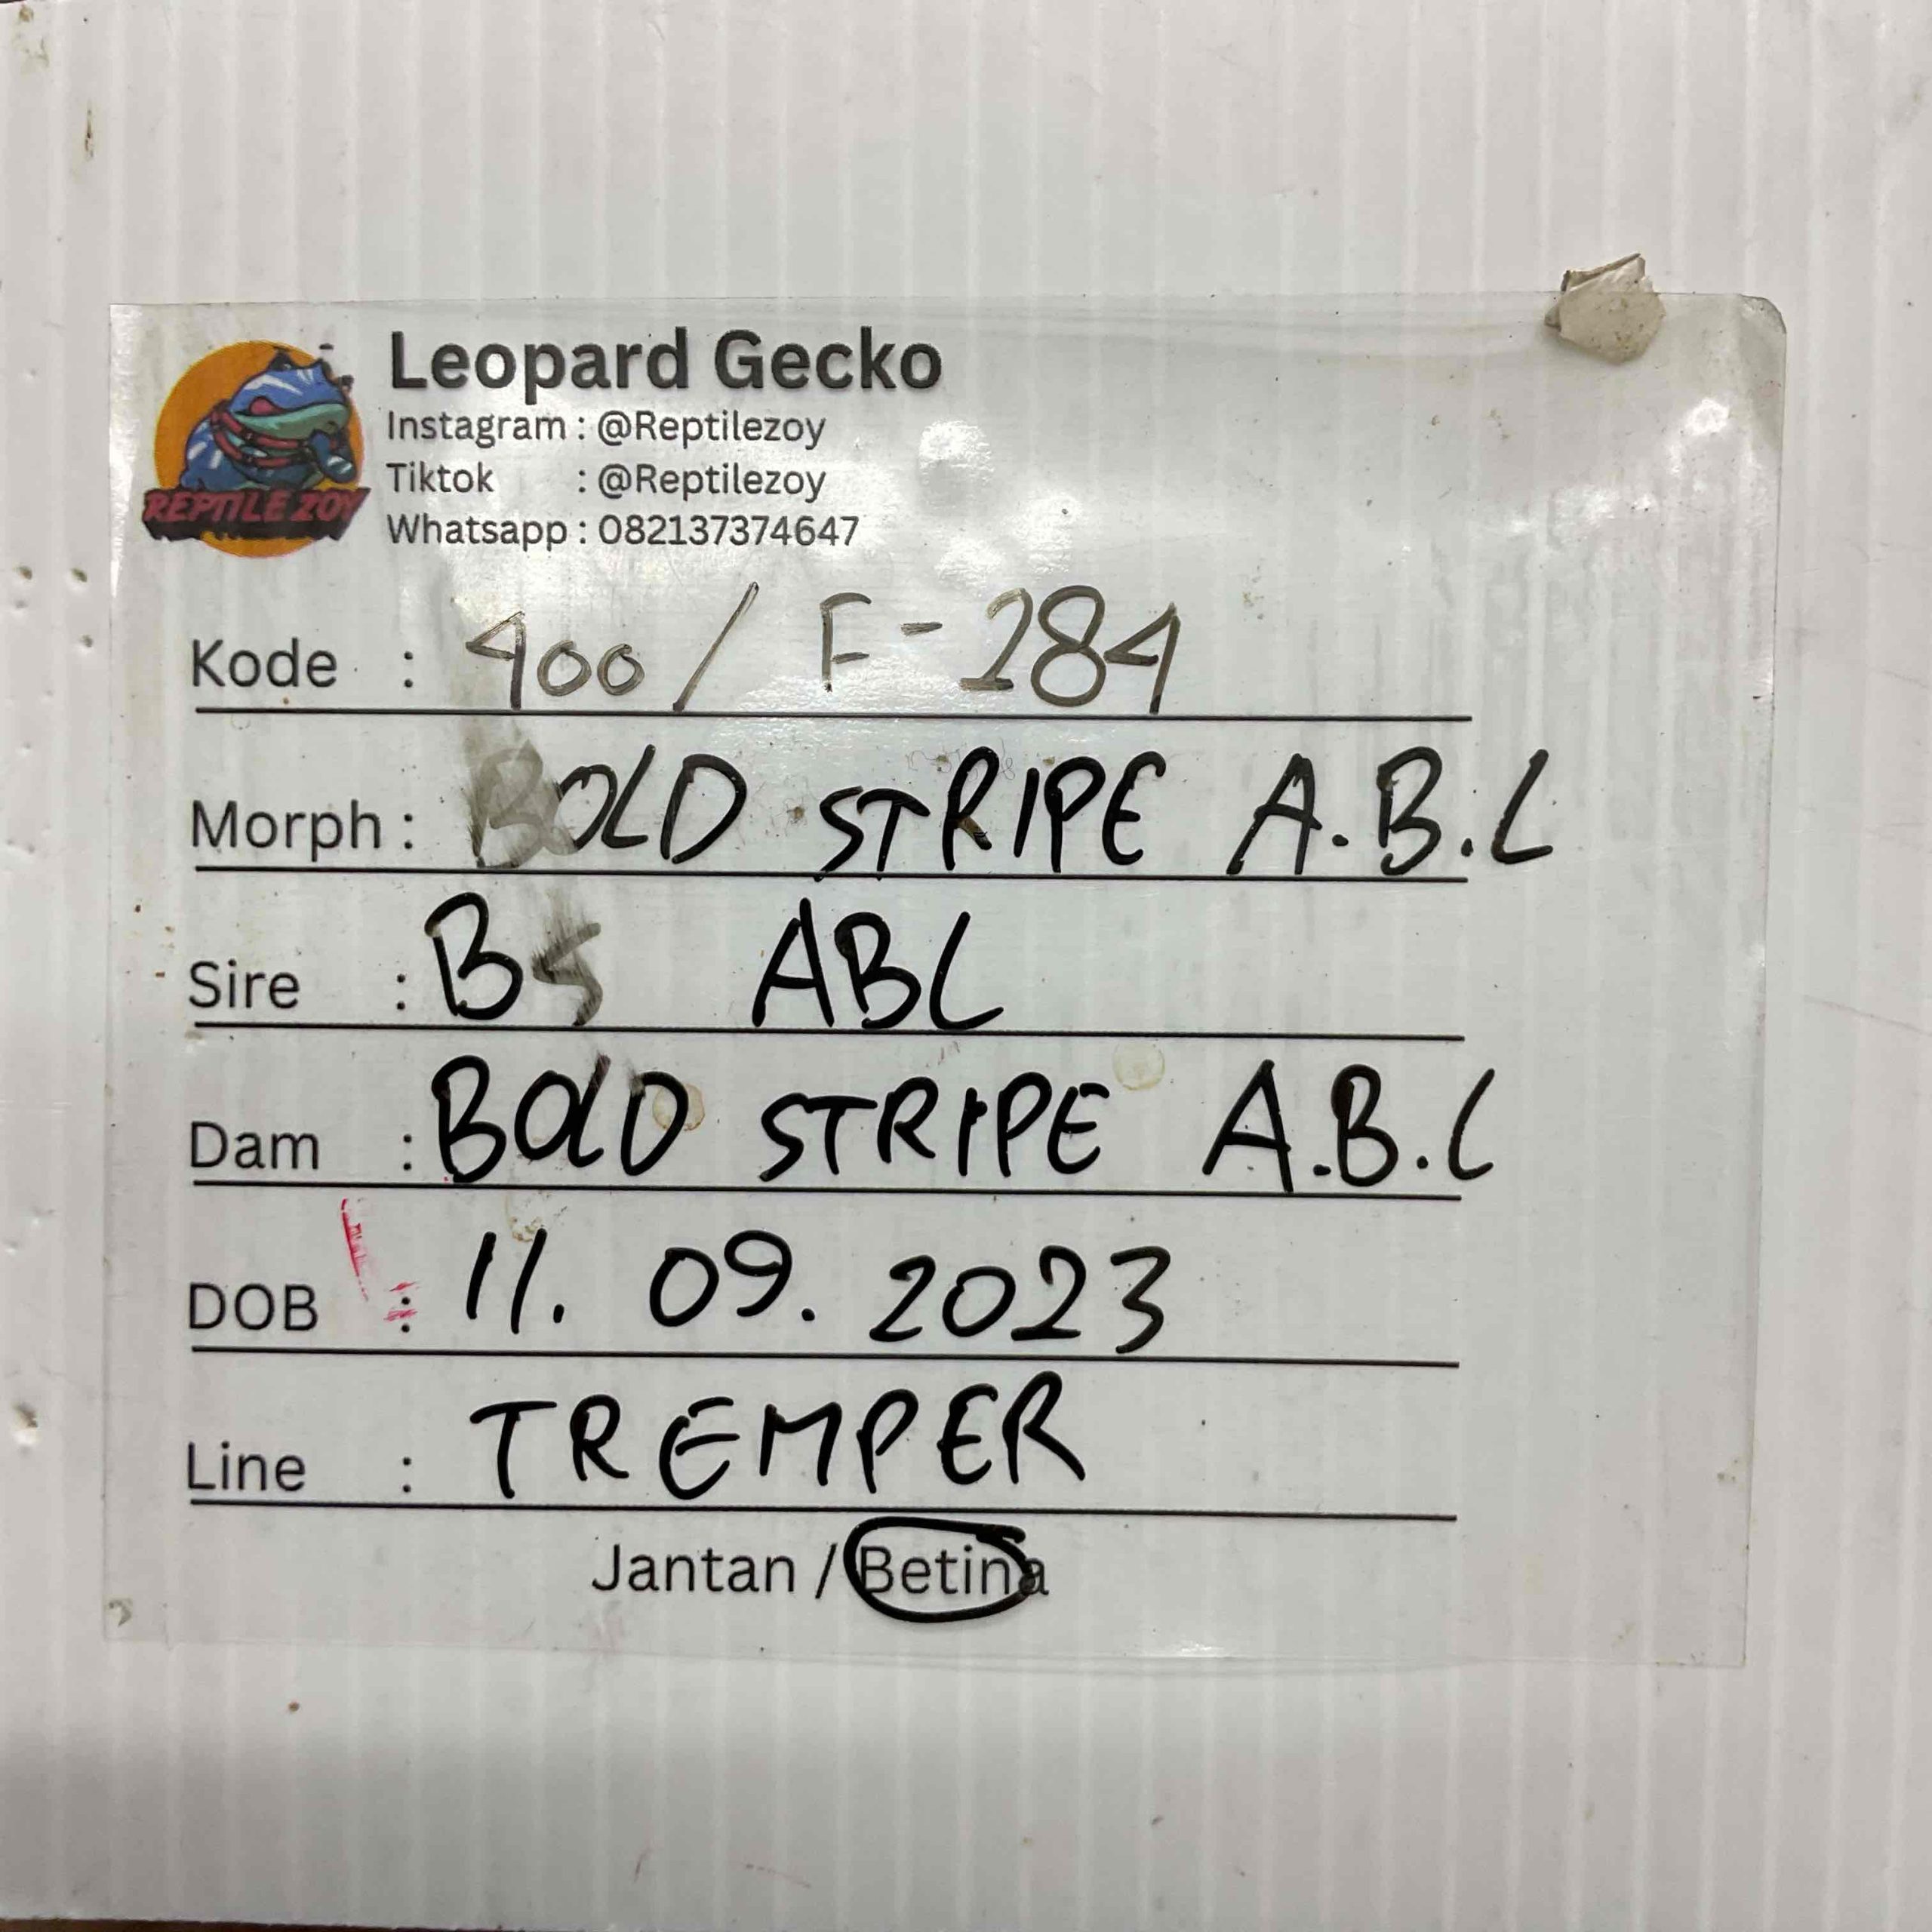 Leopard Gecko
Instagram : @Reptilezoy
Tiktok : @Reptilezoy
Whatsapp : 082137374647
REPTILE ZOY
Kode : 400 / F-284
Morph : BOLD STRIPE A.B.L
Sire : BS ABL
Dam : BOLD STRIPE A.B.L
DOB : 11. 09. 2023
Line : TREMPER
Jantan / Betina